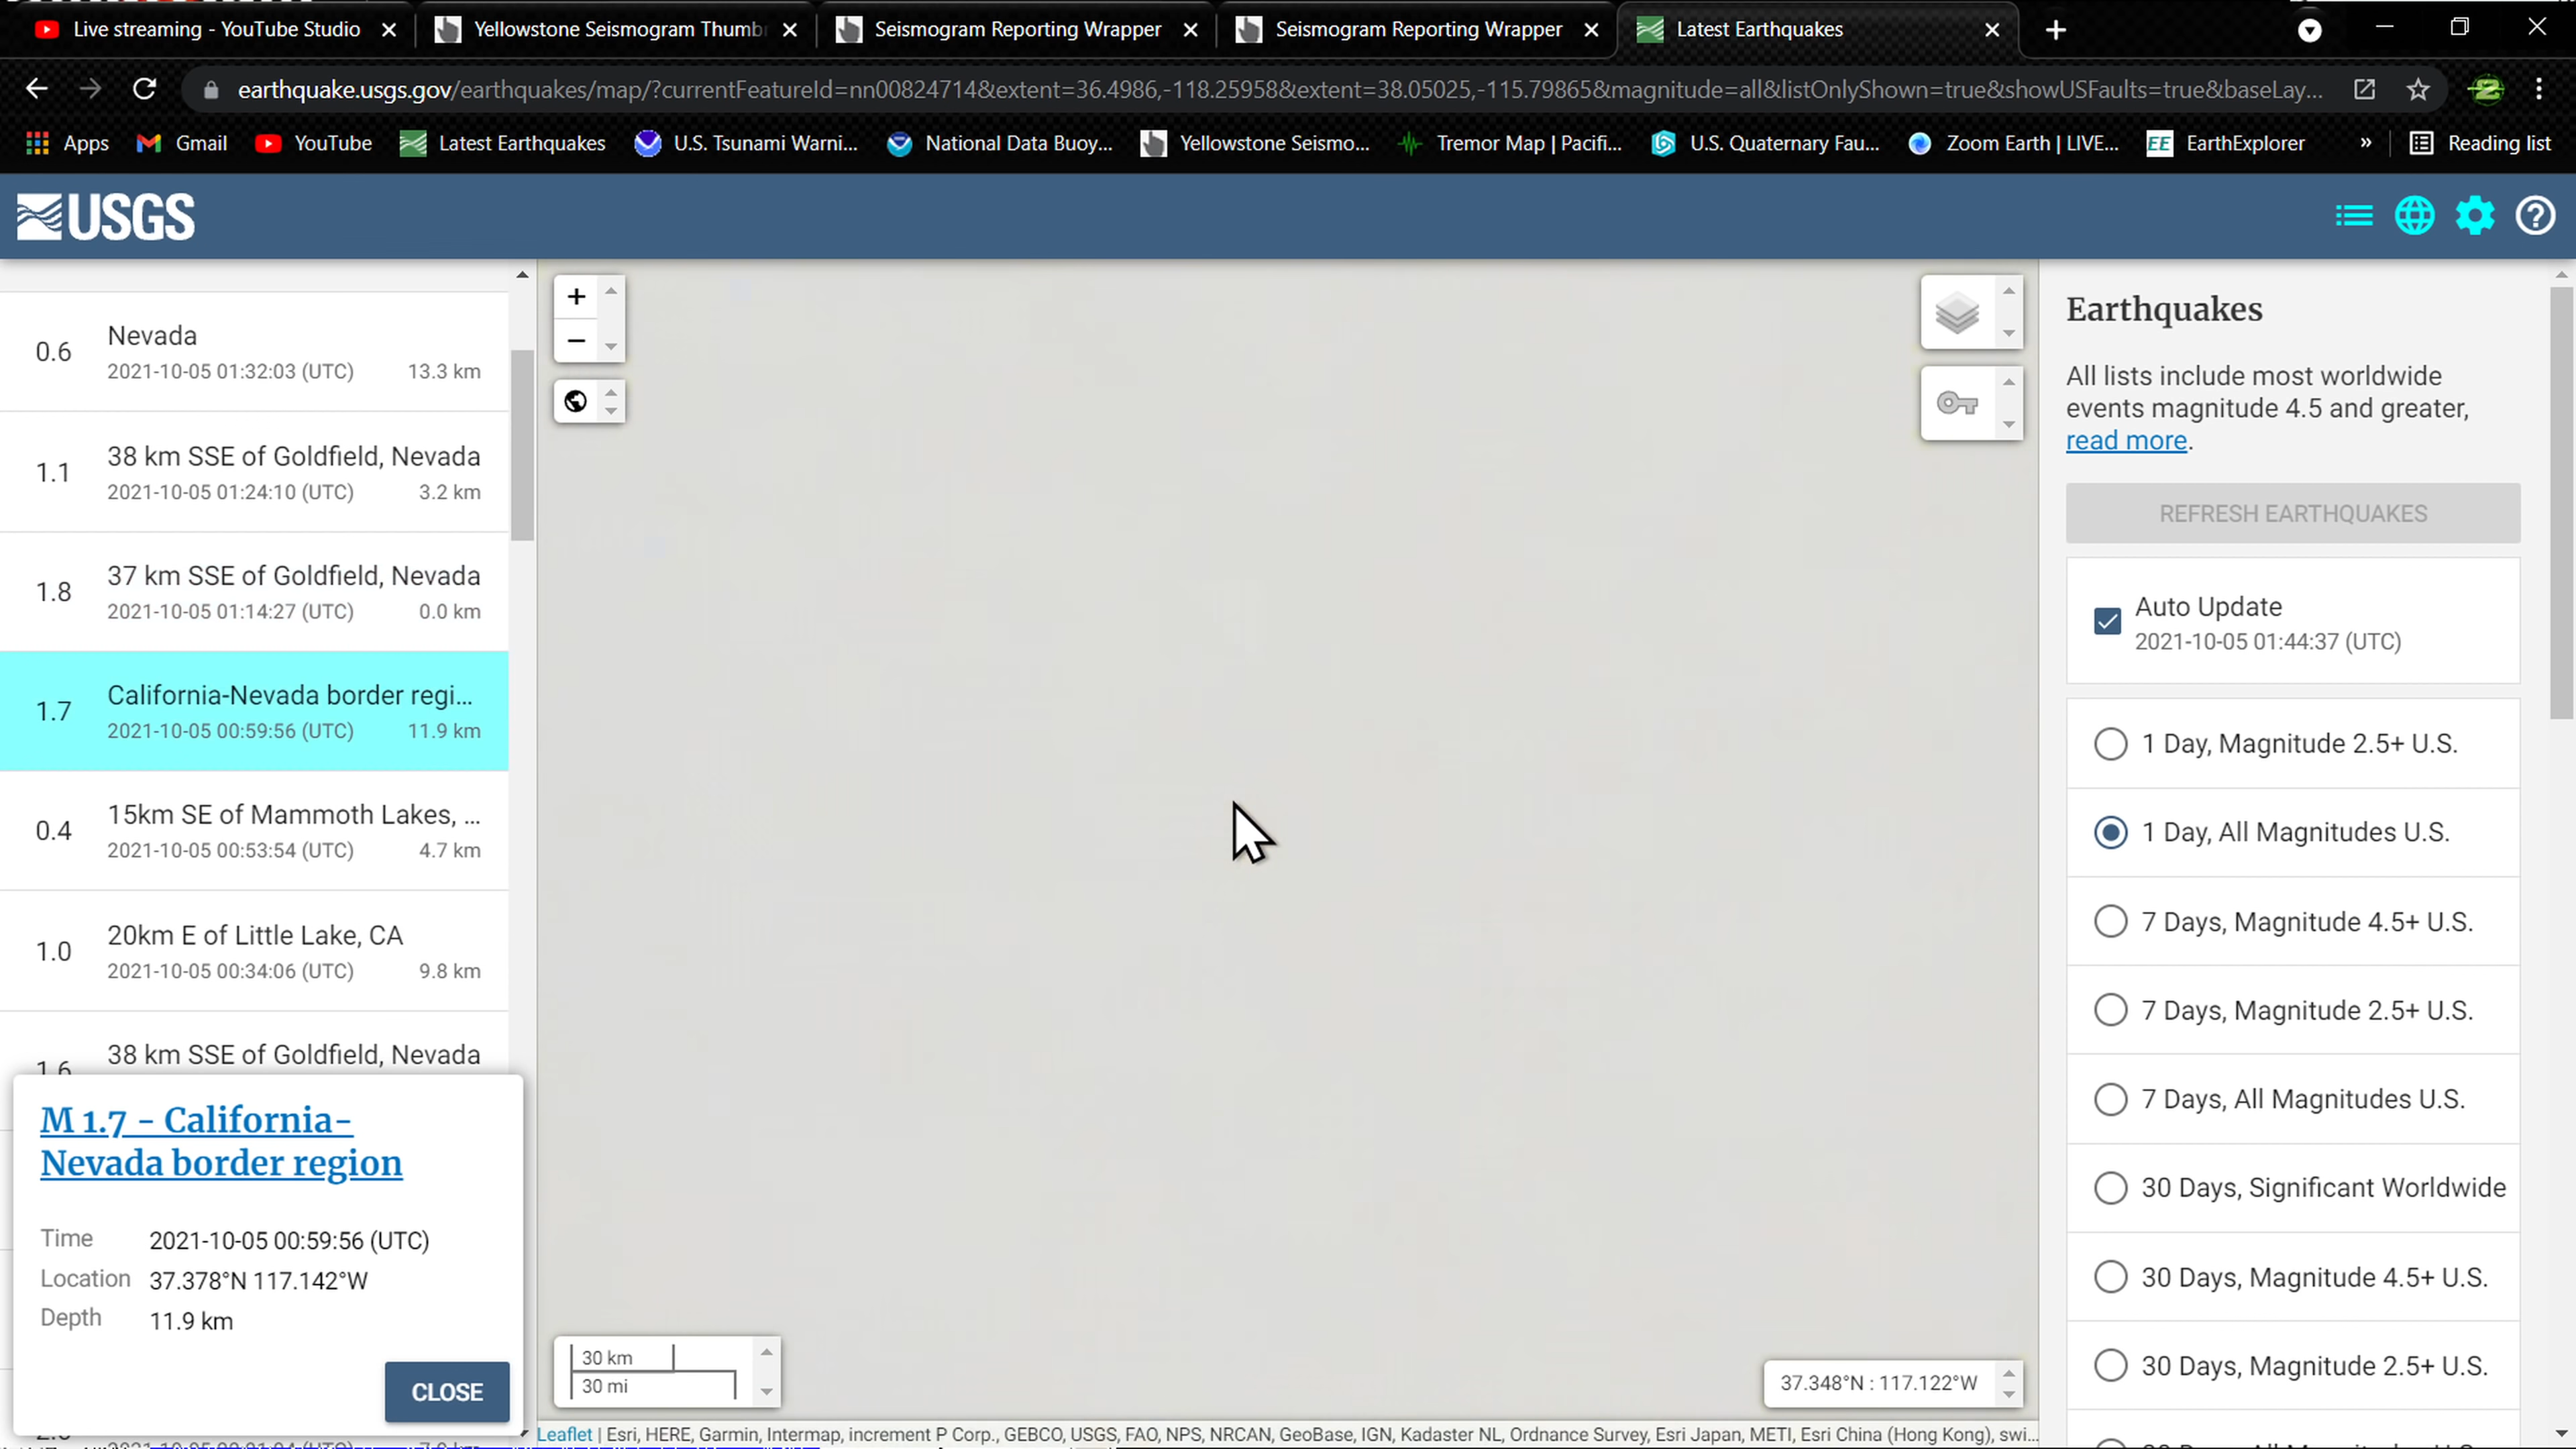 Live streaming - YouTube Studio
Yellowstone Seismogram Thumb
Seismogram Reporting Wrapper
Seismogram Reporting Wrapper
Latest Earthquakes
earthquake.usgs.gov/earthquakes/map/?currentFeatureId=nn00824714&extent=36.4986,-118.25958&extent=38.05025,-115.79865&magnitude=all&listOnlyShown=true&showUSFaults=true&baseLay...
Apps
Gmail
YouTube
Latest Earthquakes
U.S. Tsunami Warni...
National Data Buoy...
Yellowstone Seismo...
Tremor Map | Pacifi...
U.S. Quaternary Fau...
Zoom Earth | LIVE...
EE EarthExplorer
»
Reading list
USGS
0.6 Nevada
2021-10-05 01:32:03 (UTC) 13.3 km
1.1 38 km SSE of Goldfield, Nevada
2021-10-05 01:24:10 (UTC) 3.2 km
1.8 37 km SSE of Goldfield, Nevada
2021-10-05 01:14:27 (UTC) 0.0 km
1.7 California-Nevada border regi...
2021-10-05 00:59:56 (UTC) 11.9 km
0.4 15km SE of Mammoth Lakes, ...
2021-10-05 00:53:54 (UTC) 4.7 km
1.0 20km E of Little Lake, CA
2021-10-05 00:34:06 (UTC) 9.8 km
1.6 38 km SSE of Goldfield, Nevada
M 1.7 - California-
Nevada border region
Time 2021-10-05 00:59:56 (UTC)
Location 37.378°N 117.142°W
Depth 11.9 km
CLOSE
+
−
30 km
30 mi
37.348°N : 117.122°W
Leaflet | Esri, HERE, Garmin, Intermap, increment P Corp., GEBCO, USGS, FAO, NPS, NRCAN, GeoBase, IGN, Kadaster NL, Ordnance Survey, Esri Japan, METI, Esri China (Hong Kong), swi...
Earthquakes
All lists include most worldwide
events magnitude 4.5 and greater,
read more.
REFRESH EARTHQUAKES
Auto Update
2021-10-05 01:44:37 (UTC)
1 Day, Magnitude 2.5+ U.S.
1 Day, All Magnitudes U.S.
7 Days, Magnitude 4.5+ U.S.
7 Days, Magnitude 2.5+ U.S.
7 Days, All Magnitudes U.S.
30 Days, Significant Worldwide
30 Days, Magnitude 4.5+ U.S.
30 Days, Magnitude 2.5+ U.S.